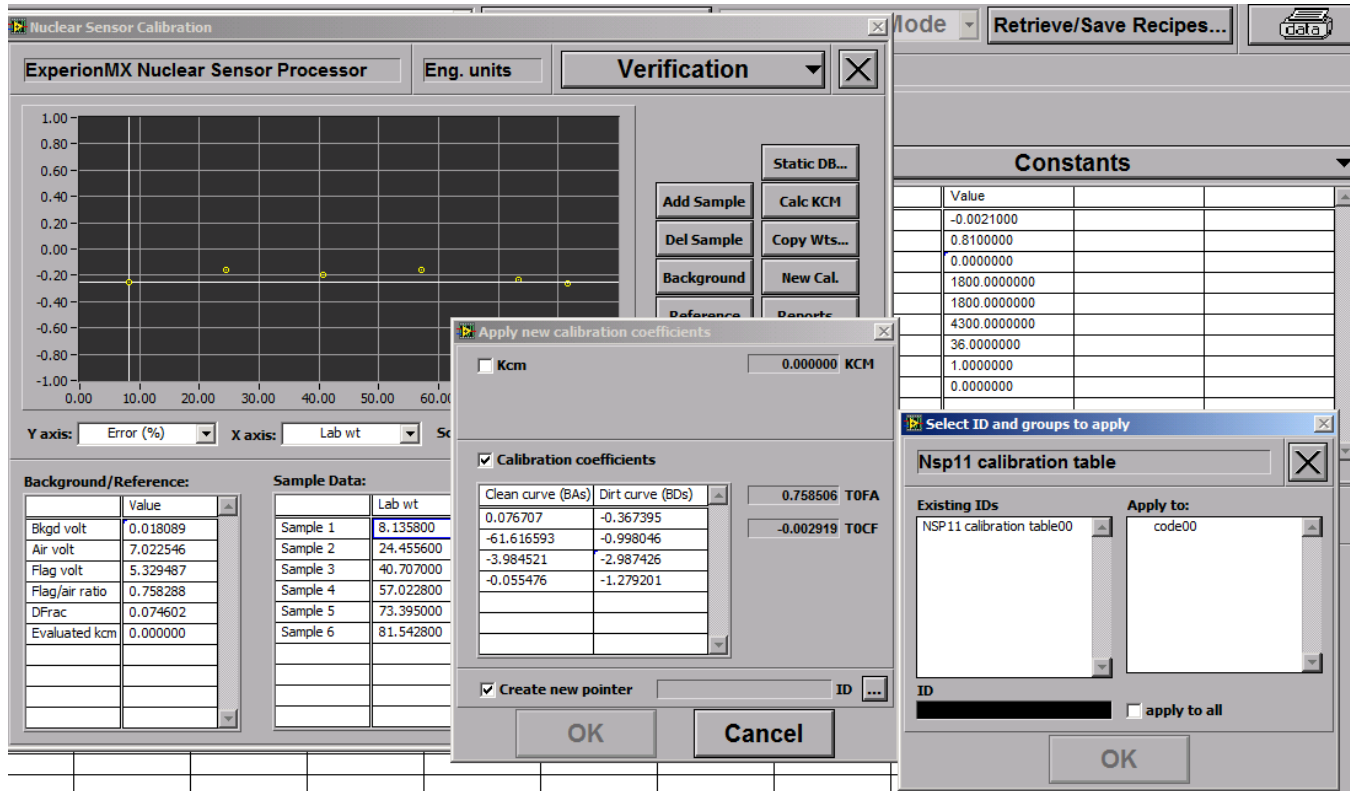 Nuclear Sensor Calibration
Mode
Retrieve/Save Recipes...
data
ExperionMX Nuclear Sensor Processor
Eng. units
Verification
1.00
0.80
0.60
0.40
0.20
0.00
-0.20
-0.40
-0.60
-0.80
-1.00
0.00 10.00 20.00 30.00 40.00 50.00 60.00
Y axis: Error (%) X axis: Lab wt
Static DB...
Add Sample Calc KCM
Del Sample Copy Wts...
Background New Cal.
Reference Reports
Constants
Value
-0.0021000
0.8100000
0.0000000
1800.0000000
1800.0000000
4300.0000000
36.0000000
1.0000000
0.0000000
Background/Reference:
Value
Bkgd volt 0.018089
Air volt 7.022546
Flag volt 5.329487
Flag/air ratio 0.758288
DFrac 0.074602
Evaluated kcm 0.000000
Sample Data:
Lab wt
Sample 1 8.135800
Sample 2 24.455600
Sample 3 40.707000
Sample 4 57.022800
Sample 5 73.395000
Sample 6 81.542800
Apply new calibration coefficients
Kcm 0.000000 KCM
Calibration coefficients
Clean curve (BAs) Dirt curve (BDs)
0.076707 -0.367395
-61.616593 -0.998046
-3.984521 -2.987426
-0.055476 -1.279201
0.758506 T0FA
-0.002919 T0CF
Create new pointer ID ...
OK Cancel
Select ID and groups to apply
Nsp11 calibration table
Existing IDs Apply to:
NSP11 calibration table00 code00
ID
apply to all
OK